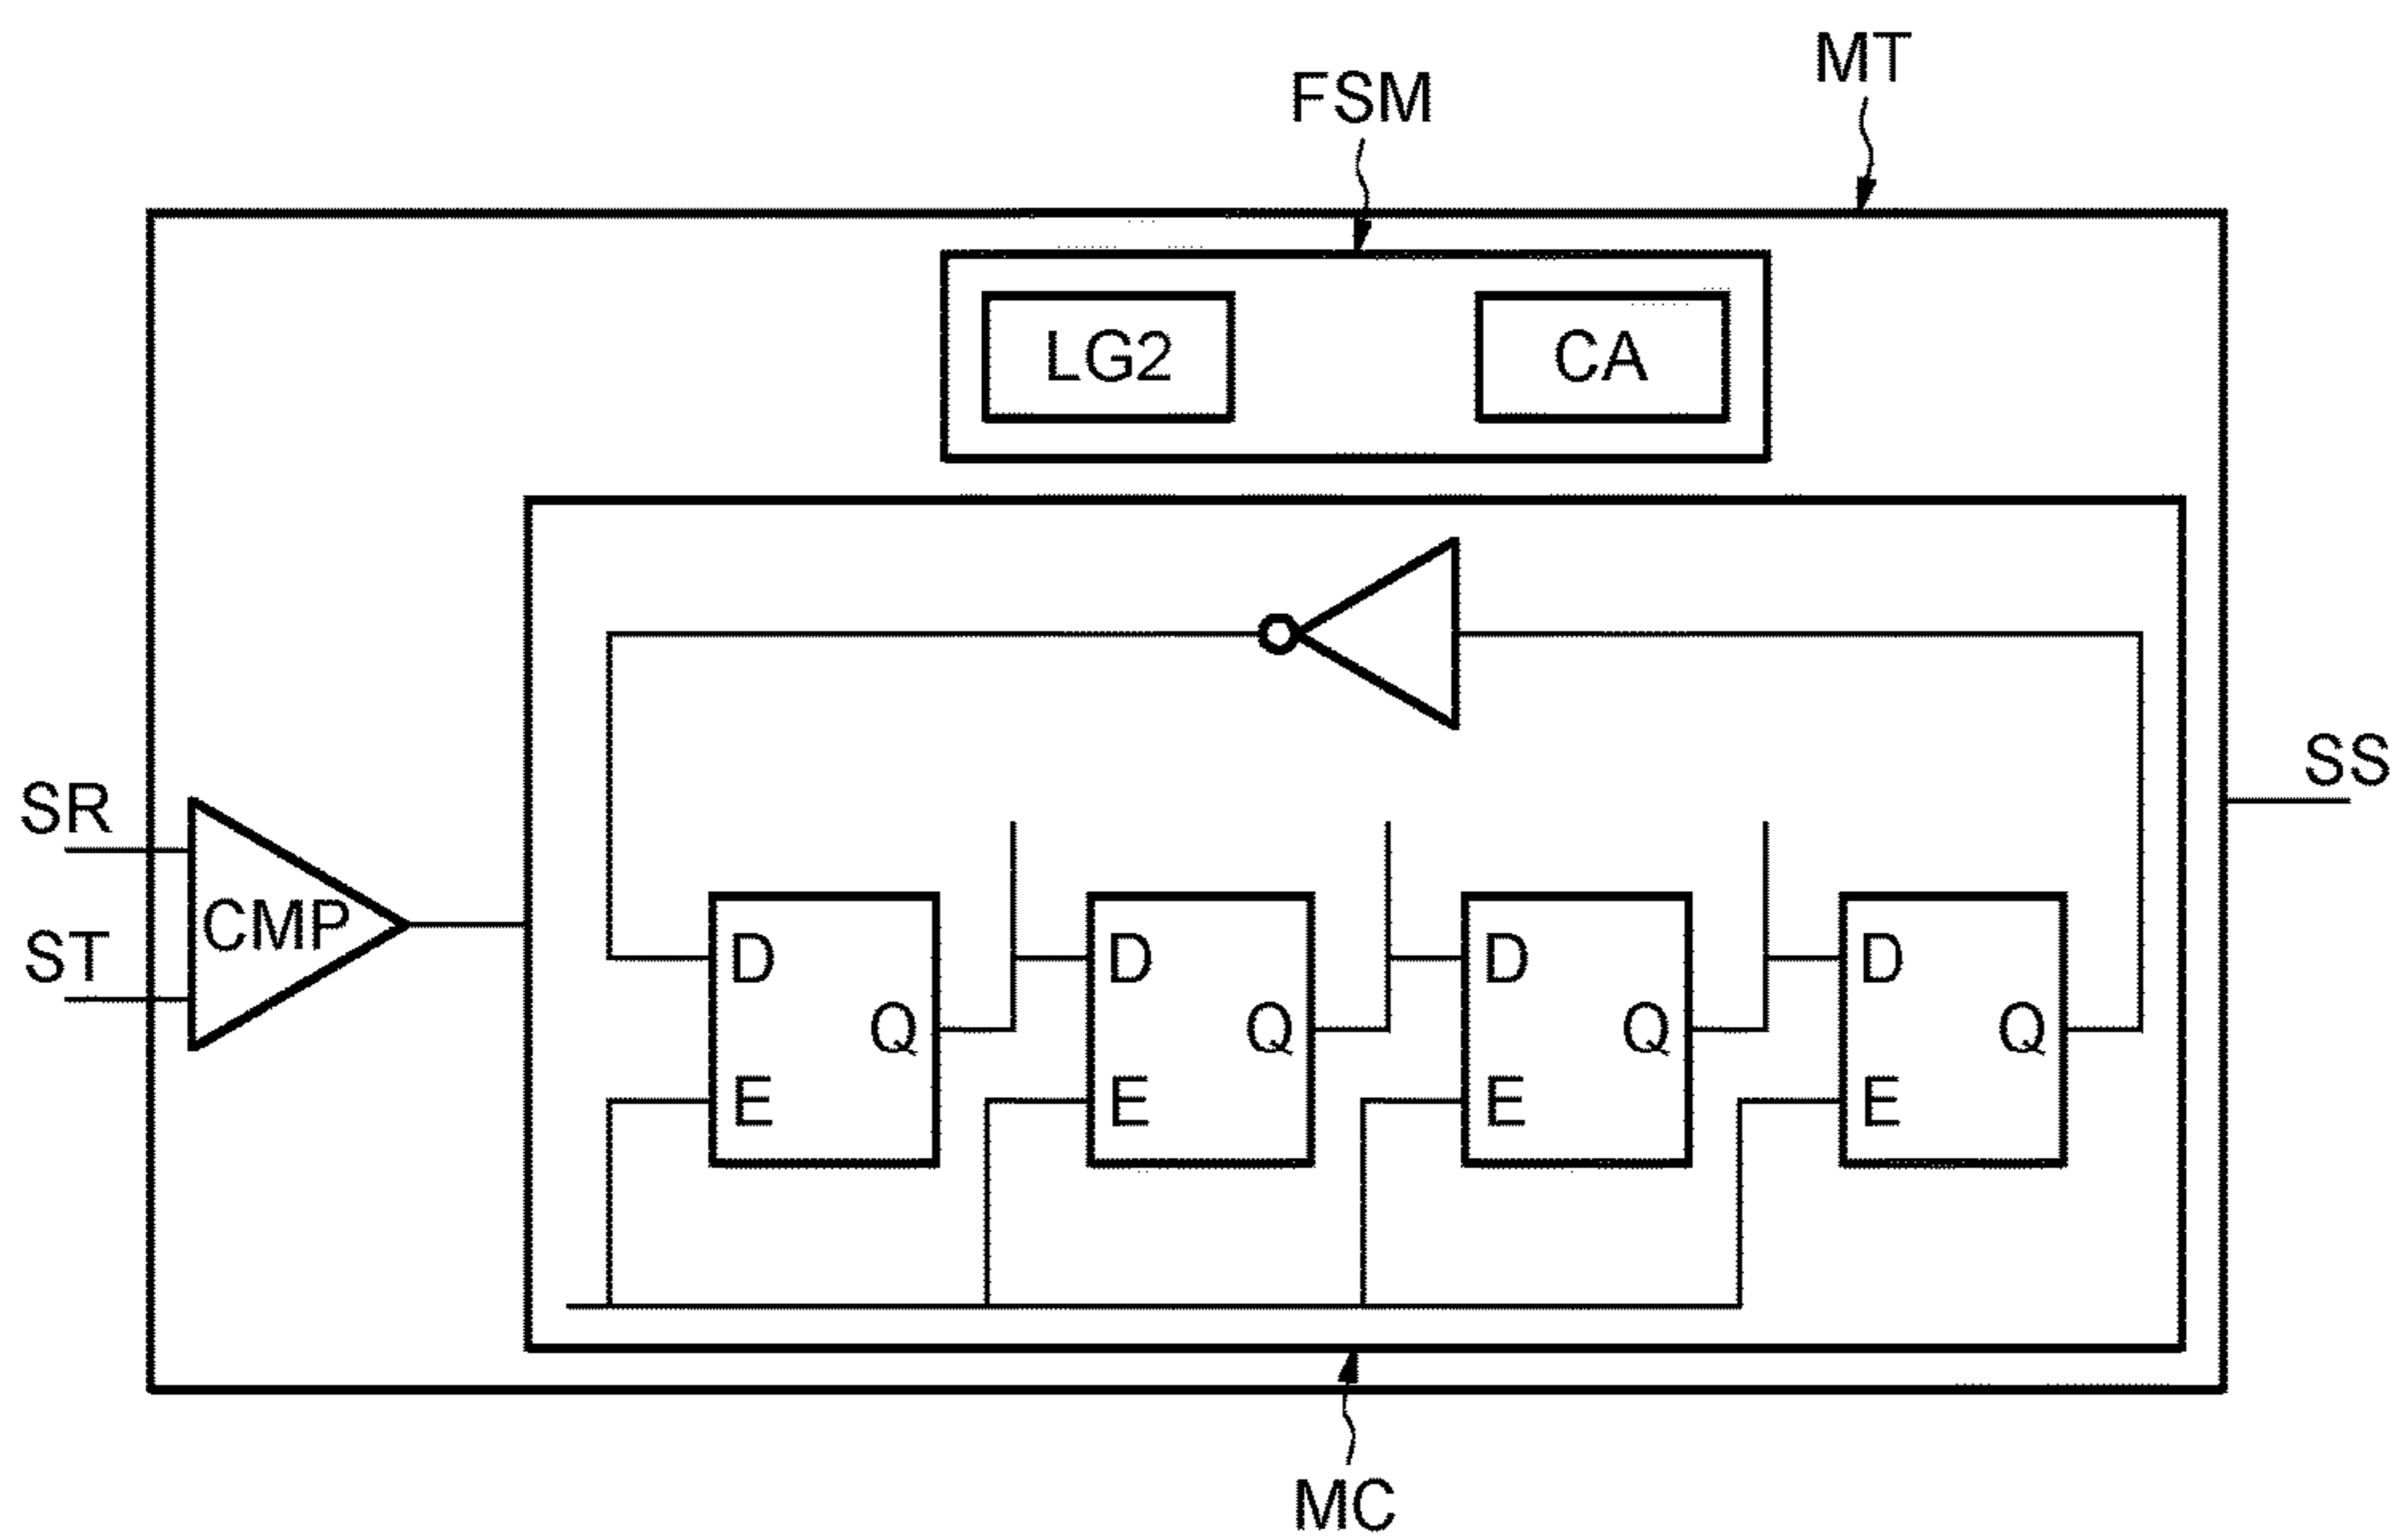 MT
FSM
LG2 CA
SS
SR
CMP
ST
D D D D
Q Q Q Q
E E E E
MC